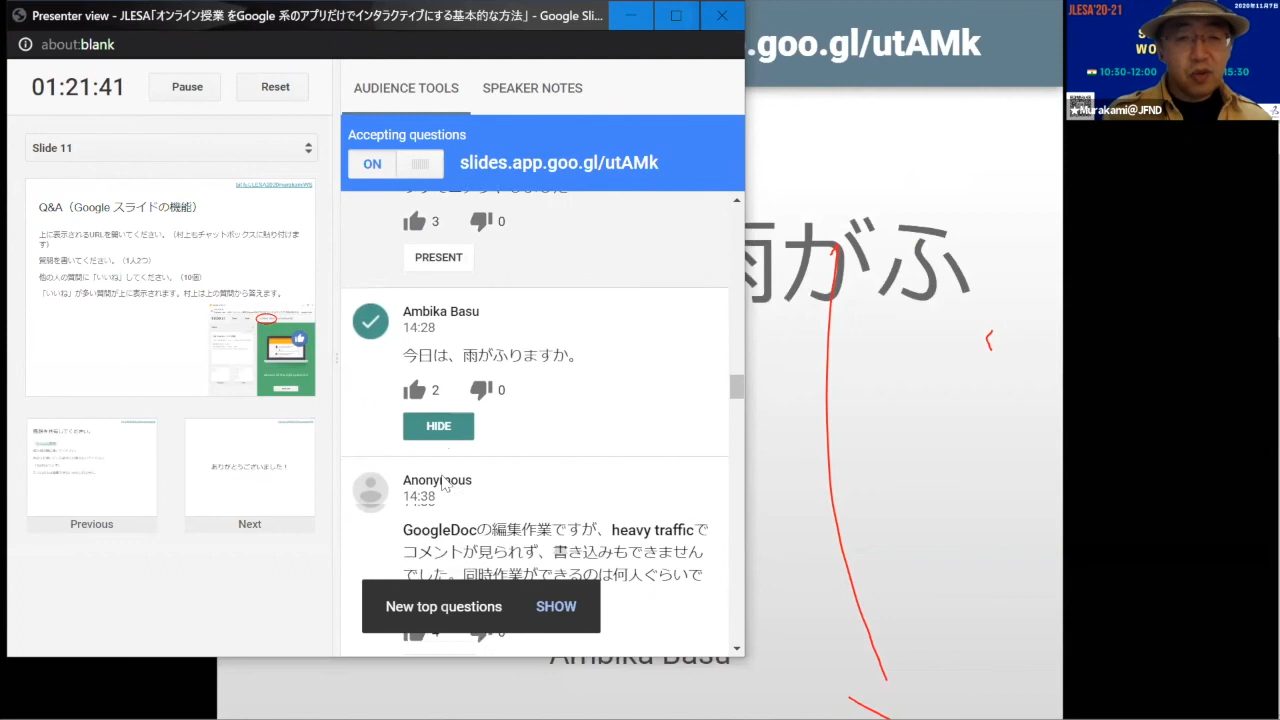 Presenter view - JLESA「オンライン授業 をGoogle 系のアプリだけでインタラクティブにする基本的な方法」 - Google Sli...
about:blank
01:21:41
Pause
Reset
Slide 11
bit.ly/JLESA2020murakamiWS
Q&A（Google スライドの機能）
上に表示されるURLを開いてください。（村上もチャットボックスに貼り付けま
す）
質問を書いてください。（1人2つ）
他の人の質問に「いいね」してください。（10個）
「いいね」が多い質問が上に表示されます。村上は上の質問から答えます。
Previous
ありがとうございました！
Next
AUDIENCE TOOLS
SPEAKER NOTES
Accepting questions
ON
slides.app.goo.gl/utAMk
3
0
PRESENT
Ambika Basu
14:28
今日は、雨がふりますか。
2
0
HIDE
Anonymous
14:38
GoogleDocの編集作業ですが、heavy trafficで
コメントが見られず、書き込みもできません
でした。同時作業ができるのは何人ぐらいで
New top questions
SHOW
.goo.gl/utAMk
雨がふ
Ambika Basu
JLESA'20-21
2020年11月7日
10:30-12:00
15:30
★Murakami@JFND